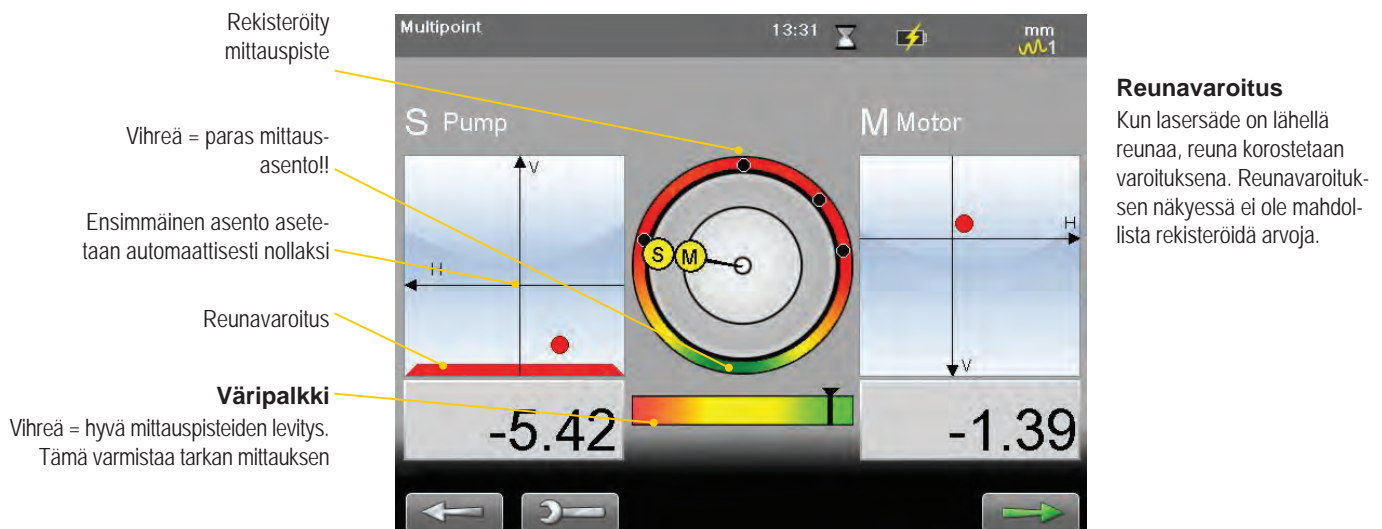 Rekisteröity
mittauspiste
Vihreä = paras mittaus-
asento!!
Ensimmäinen asento asete-
taan automaattisesti nollaksi
Reunavaroitus
Väripalkki
Vihreä = hyvä mittauspisteiden levitys.
Tämä varmistaa tarkan mittauksen
Multipoint
13:31
mm
1
S Pump
M Motor
V
H
S
M
H
V
-5.42
-1.39
Reunavaroitus
Kun lasersäde on lähellä
reunaa, reuna korostetaan
varoituksena. Reunavaroituk-
sen näkyessä ei ole mahdol-
lista rekisteröidä arvoja.